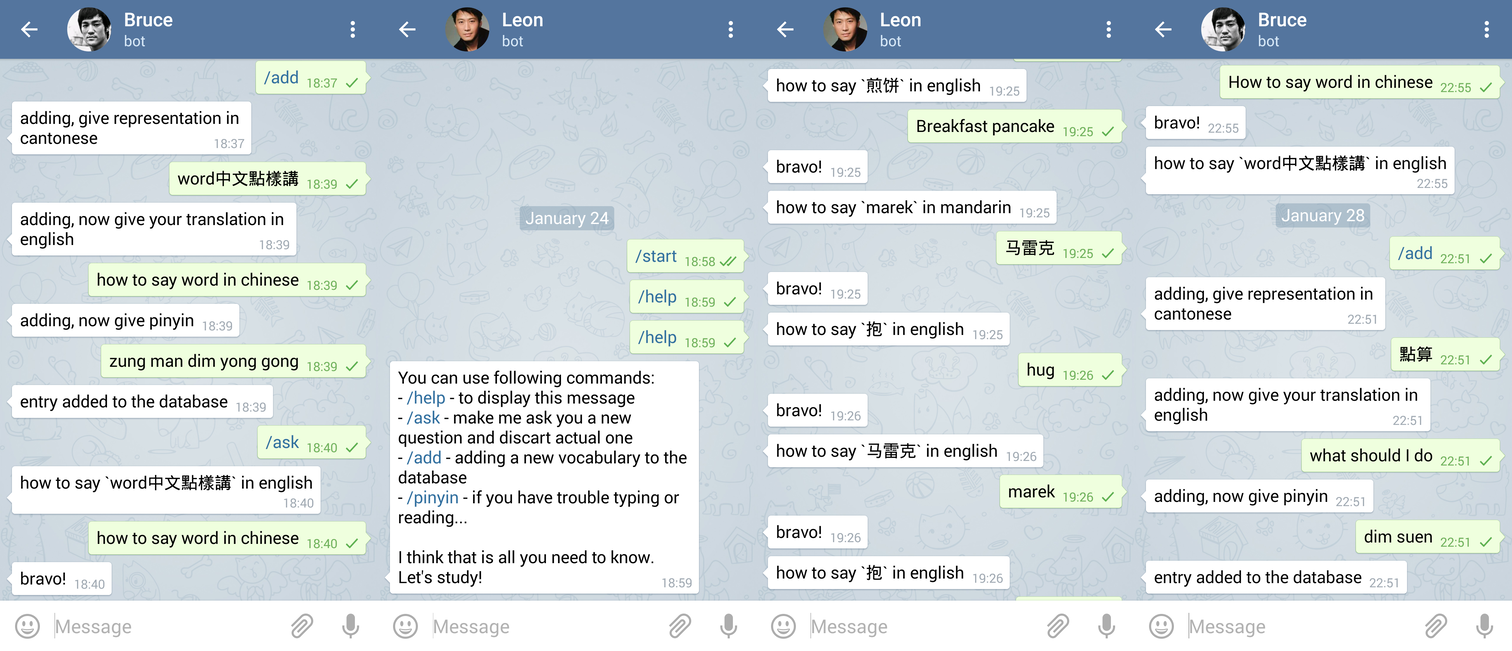 Bruce
bot
/add 18:37
adding, give representation in
cantonese 18:37
word中文點樣講 18:39
adding, now give your translation in
english 18:39
how to say word in chinese 18:39
adding, now give pinyin 18:39
zung man dim yong gong 18:39
entry added to the database 18:39
/ask 18:40
how to say `word中文點樣講` in english
18:40
how to say word in chinese 18:40
bravo! 18:40
Message
Leon
bot
January 24
/start 18:58
/help 18:59
/help 18:59
You can use following commands:
- /help - to display this message
- /ask - make me ask you a new
question and discart actual one
- /add - adding a new vocabulary to the
database
- /pinyin - if you have trouble typing or
reading...
I think that is all you need to know.
Let's study! 18:59
Message
Leon
bot
how to say `煎饼` in english 19:25
Breakfast pancake 19:25
bravo! 19:25
how to say `marek` in mandarin 19:25
马雷克 19:25
bravo! 19:25
how to say `抱` in english 19:25
hug 19:26
bravo! 19:26
how to say `马雷克` in english 19:26
marek 19:26
bravo! 19:26
how to say `抱` in english 19:26
Message
Bruce
bot
How to say word in chinese 22:55
bravo! 22:55
how to say `word中文點樣講` in english
22:55
January 28
/add 22:51
adding, give representation in
cantonese 22:51
點算 22:51
adding, now give your translation in
english 22:51
what should I do 22:51
adding, now give pinyin 22:51
dim suen 22:51
entry added to the database 22:51
Message